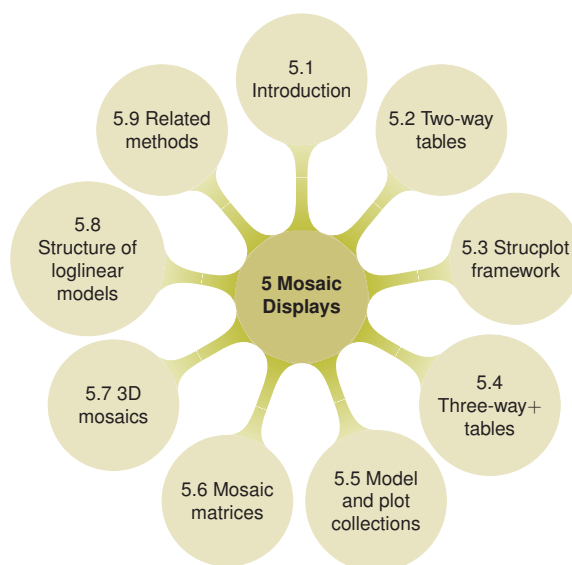 5.1
Introduction
5.2 Two-way
tables
5.3 Strucplot
framework
5.4
Three-way+
tables
5.5 Model
and plot
collections
5.6 Mosaic
matrices
5.7 3D
mosaics
5.8
Structure of
loglinear
models
5.9 Related
methods
5 Mosaic
Displays